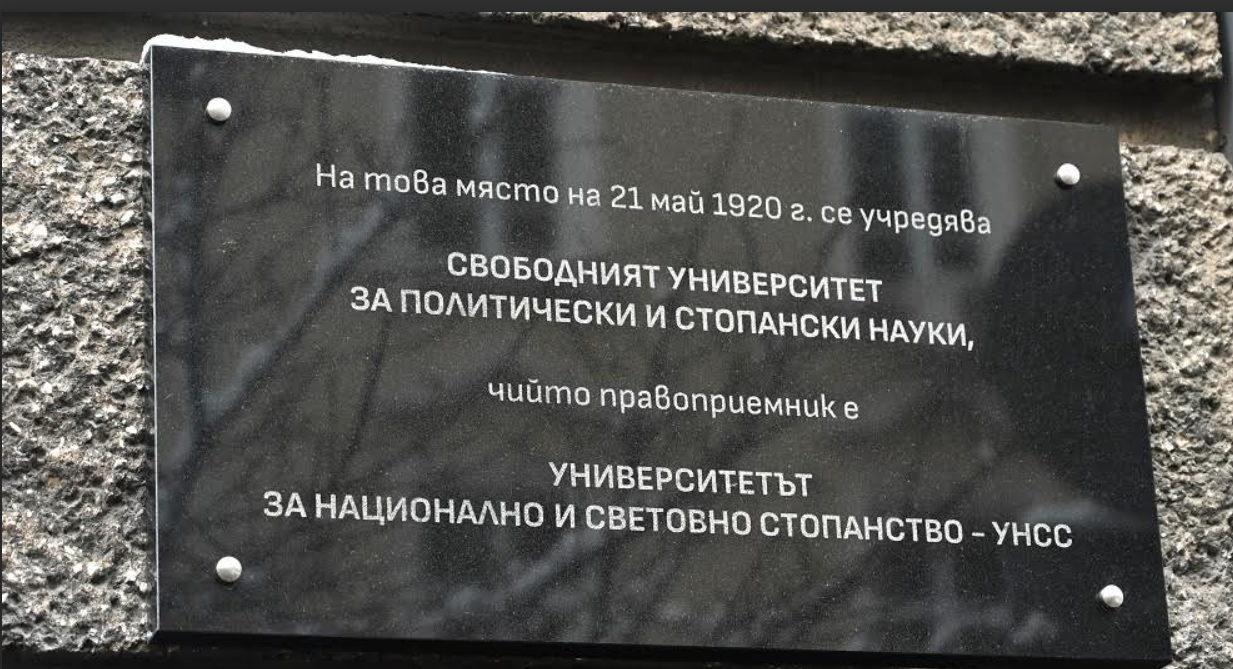 На това място на 21 май 1920 г. се учредява
СВОБОДНИЯТ УНИВЕРСИТЕТ
ЗА ПОЛИТИЧЕСКИ И СТОПАНСКИ НАУКИ,
чийто правоприемник е
УНИВЕРСИТЕТЪТ
ЗА НАЦИОНАЛНО И СВЕТОВНО СТОПАНСТВО - УНСС